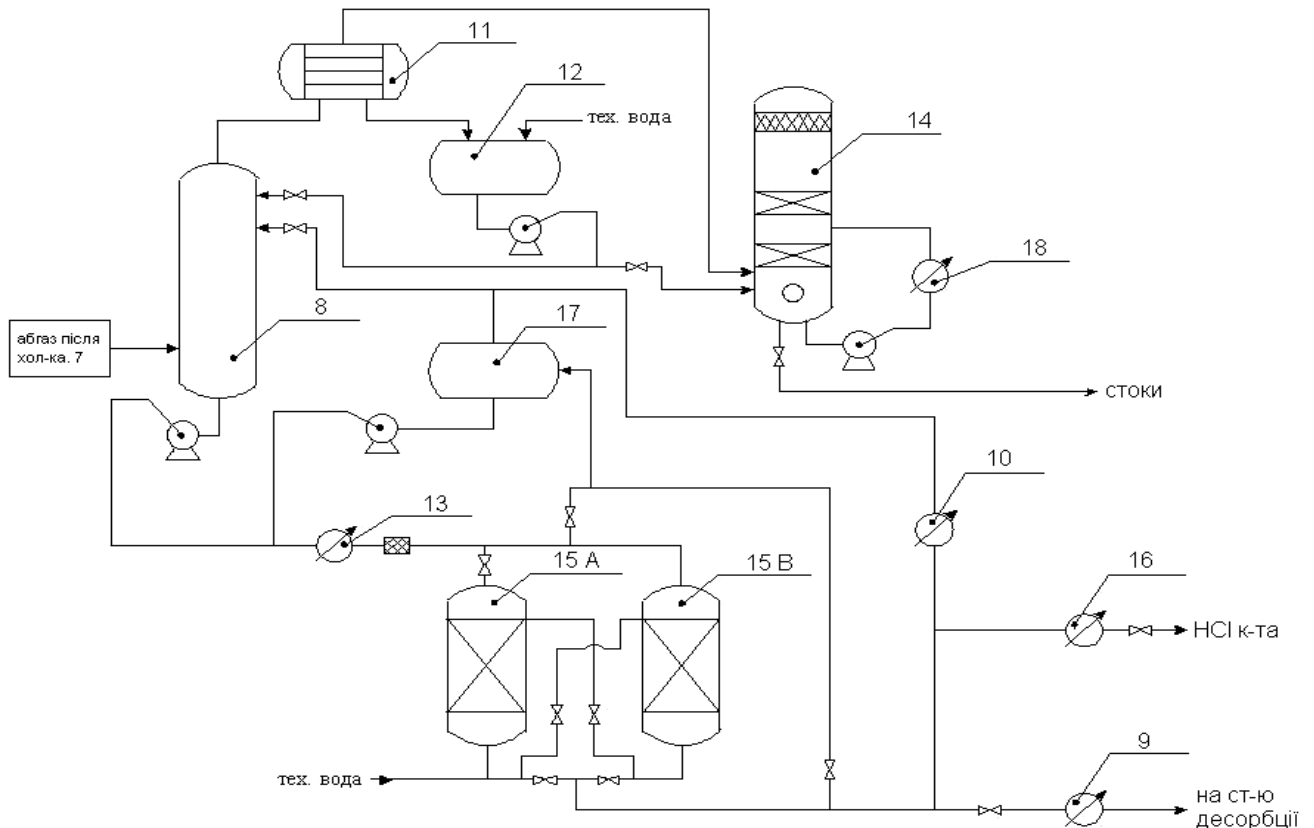 11
12
тех. вода
14
18
8
17
абгаз після
хол-ка. 7
стоки
10
13
15 А
15 В
16
HCl к-та
тех. вода
9
на ст-ю
десорбції